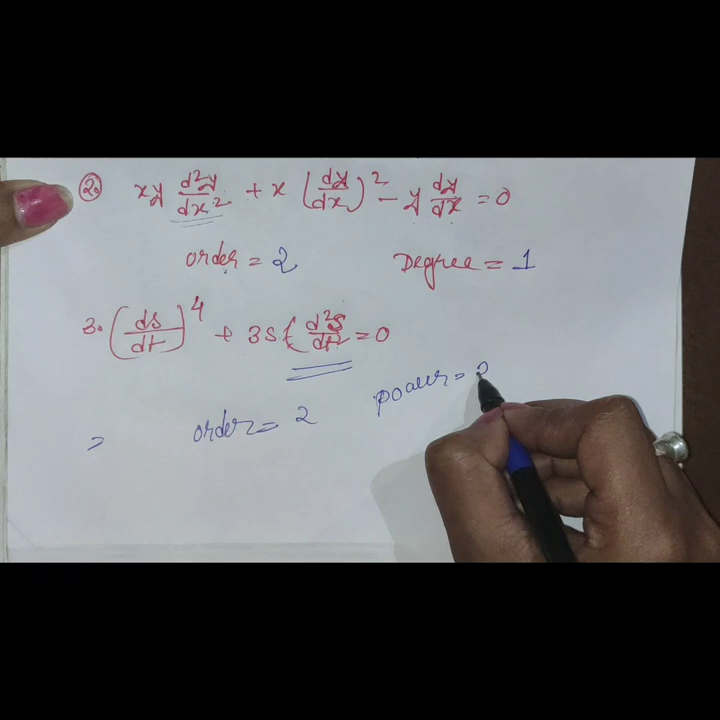 2. xy d²y/dx² + x (dy/dx)² - y dy/dx = 0
order = 2 Degree = 1
3. (ds/dt)⁴ + 3s d²s/dt² = 0
= order = 2 power =